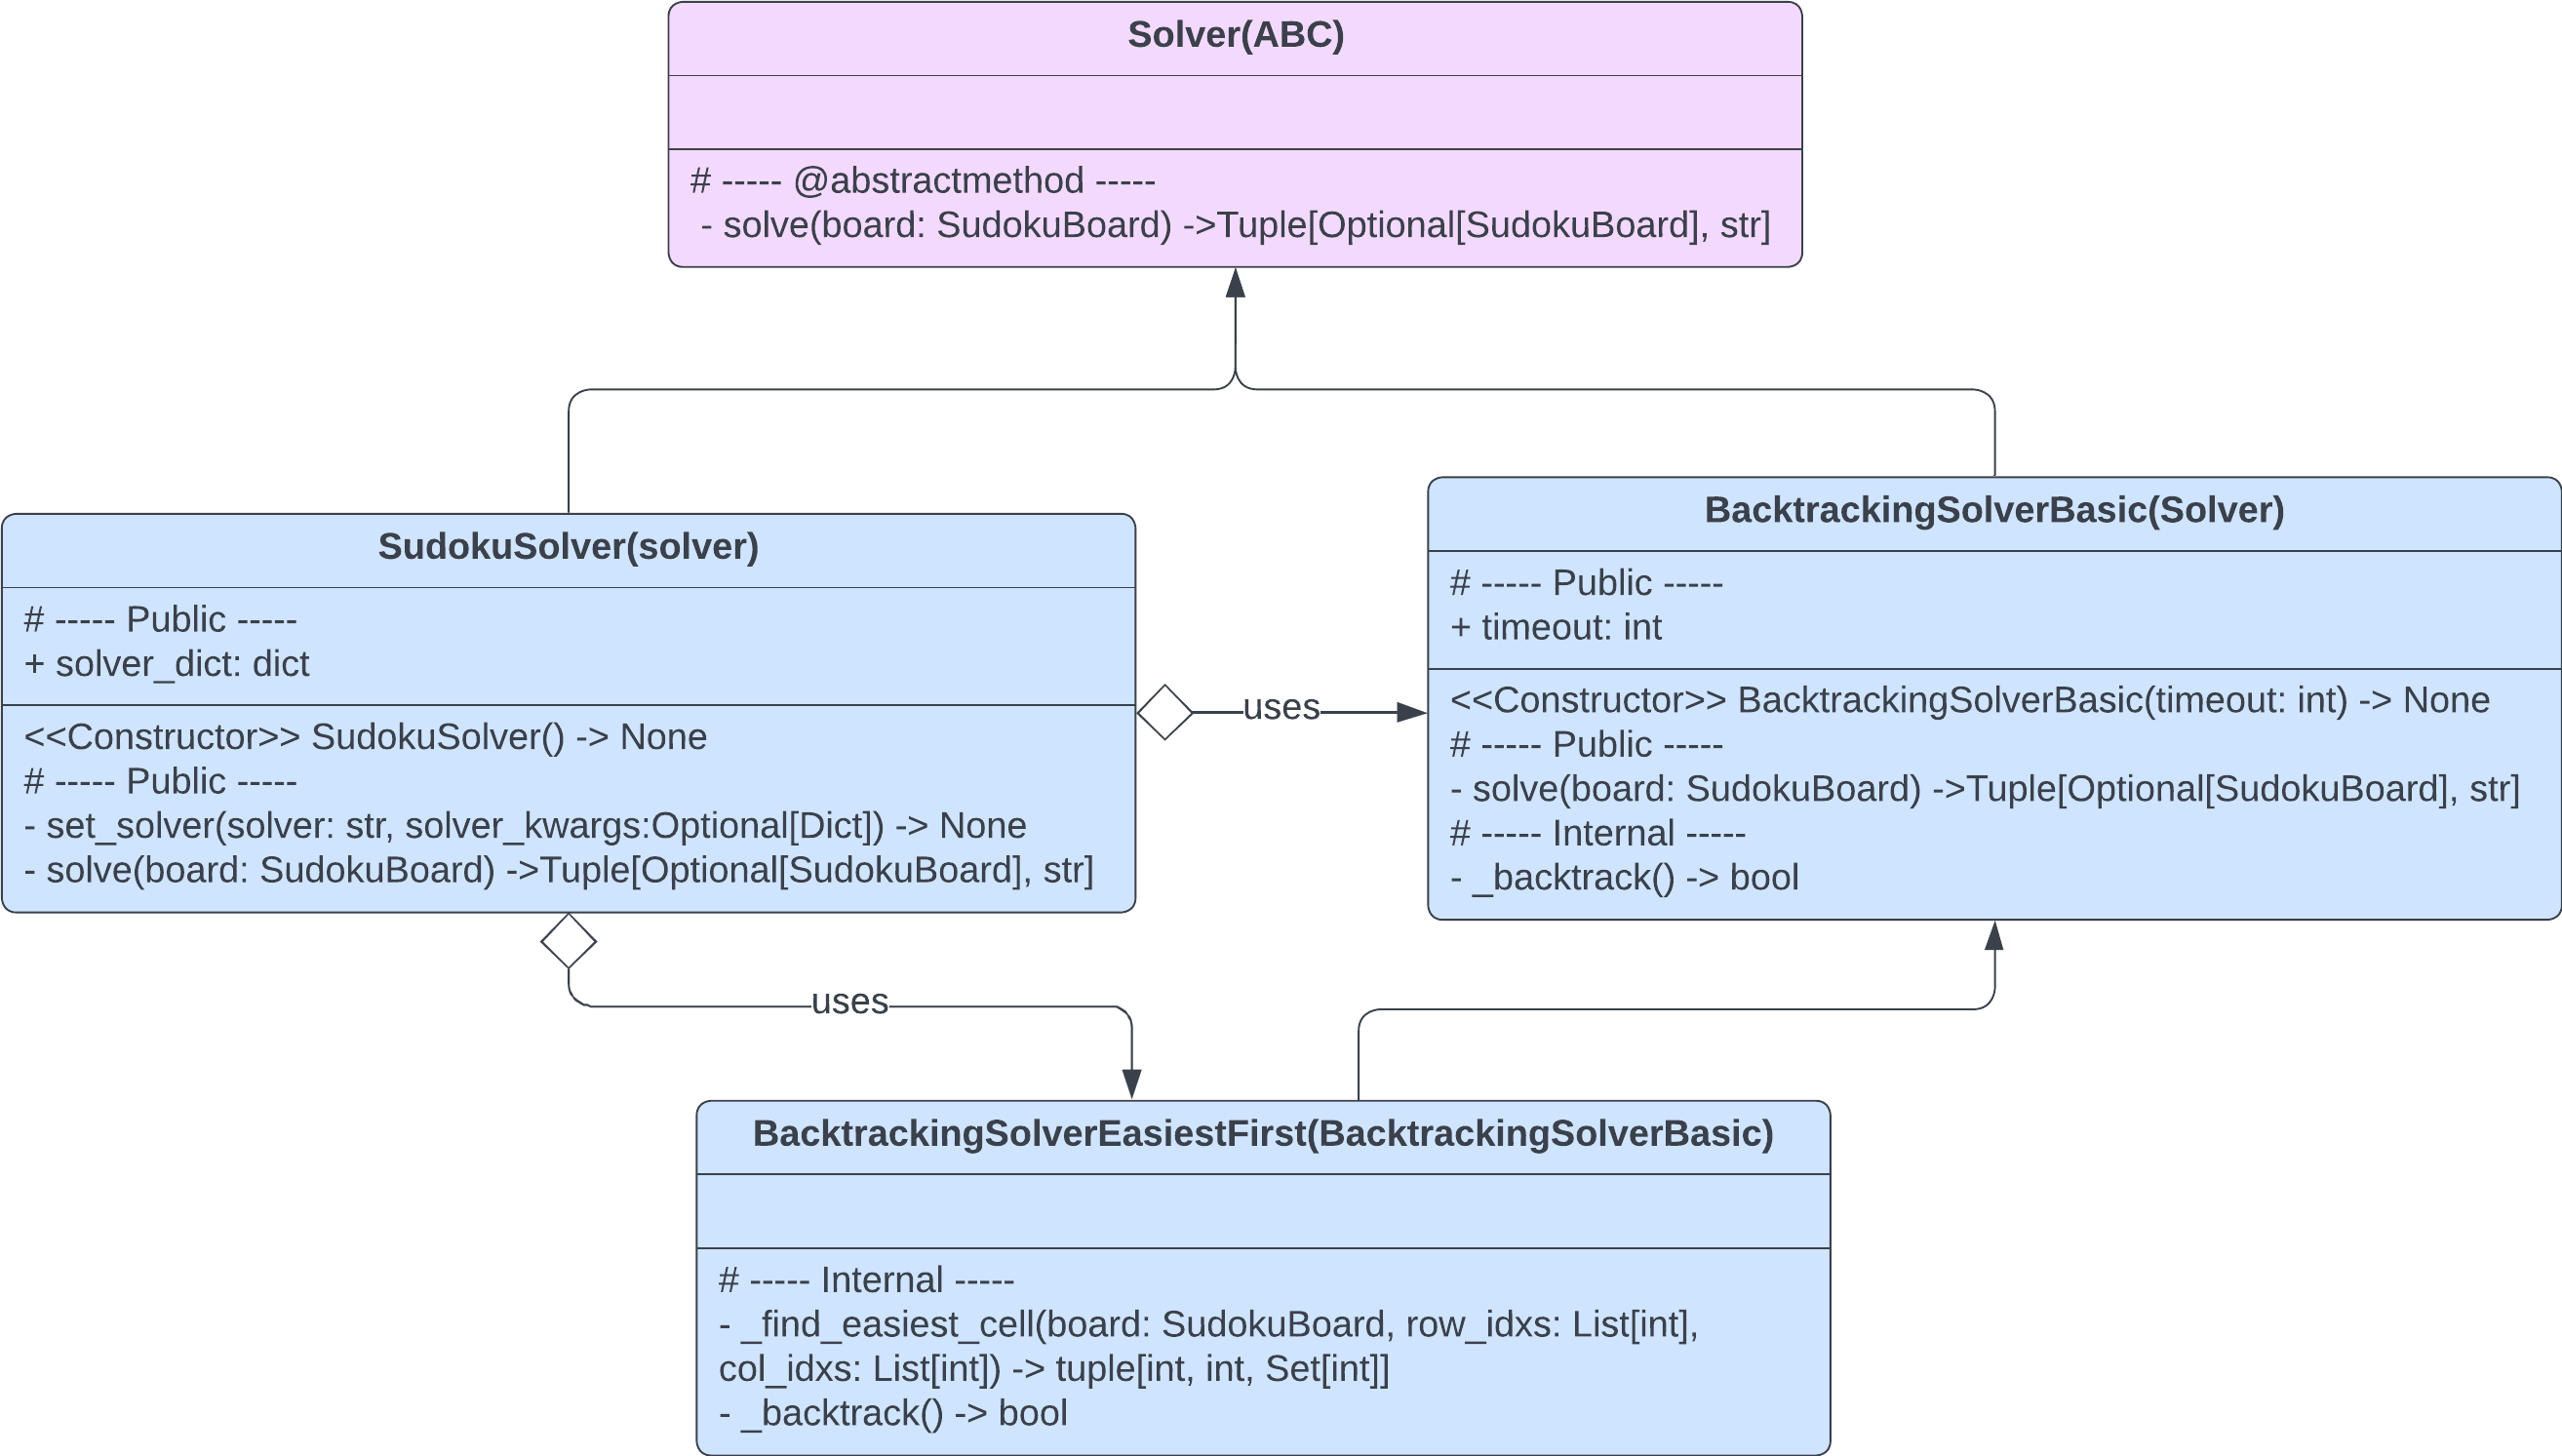 Solver(ABC)
# ----- @abstractmethod -----
- solve(board: SudokuBoard) ->Tuple[Optional[SudokuBoard], str]
SudokuSolver(solver)
# ----- Public -----
+ solver_dict: dict
<<Constructor>> SudokuSolver() -> None
# ----- Public -----
- set_solver(solver: str, solver_kwargs:Optional[Dict]) -> None
- solve(board: SudokuBoard) ->Tuple[Optional[SudokuBoard], str]
uses
BacktrackingSolverBasic(Solver)
# ----- Public -----
+ timeout: int
<<Constructor>> BacktrackingSolverBasic(timeout: int) -> None
# ----- Public -----
- solve(board: SudokuBoard) ->Tuple[Optional[SudokuBoard], str]
# ----- Internal -----
- _backtrack() -> bool
uses
BacktrackingSolverEasiestFirst(BacktrackingSolverBasic)
# ----- Internal -----
- _find_easiest_cell(board: SudokuBoard, row_idxs: List[int],
col_idxs: List[int]) -> tuple[int, int, Set[int]]
- _backtrack() -> bool